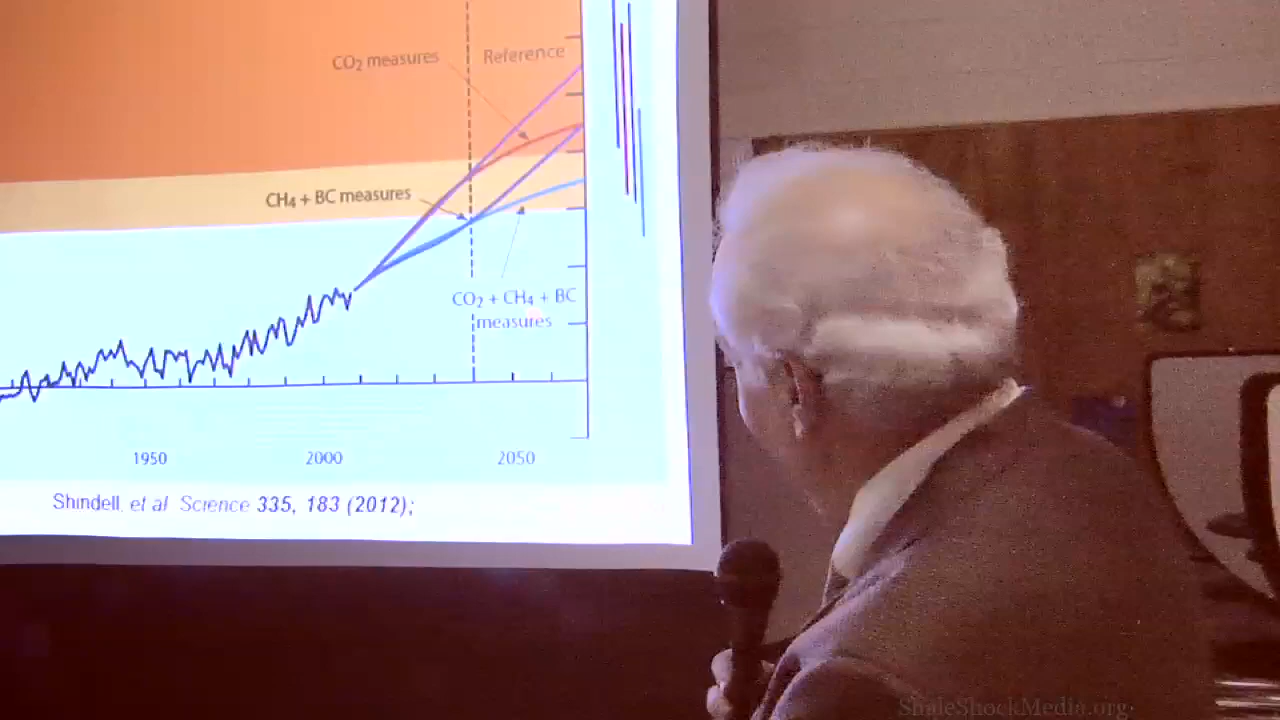 CO₂ measures
Reference
CH₄ + BC measures
CO₂ + CH₄ + BC
measures
1950
2000
2050
Shindell, et al Science 335, 183 (2012);
ShaleShockMedia.org